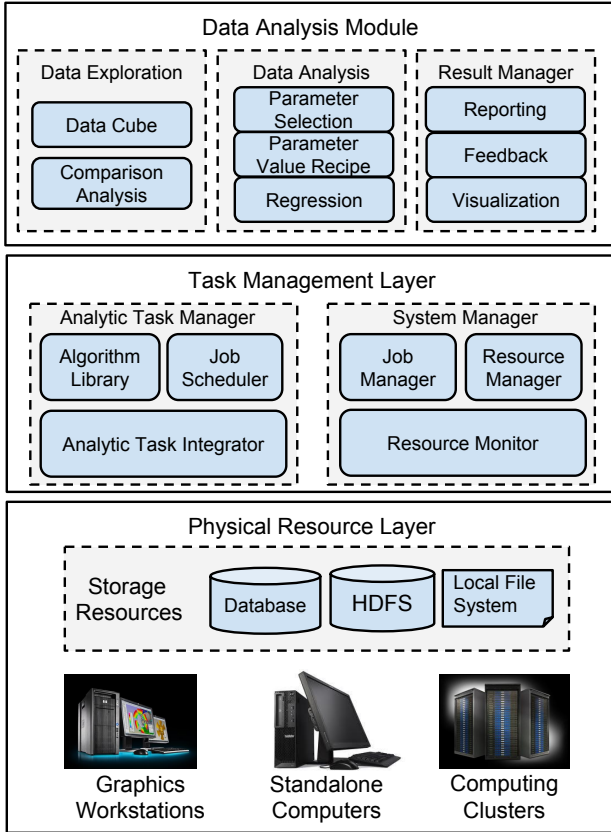 Data Analysis Module
Data Exploration
Data Cube
Comparison
Analysis
Data Analysis
Parameter
Selection
Parameter
Value Recipe
Regression
Result Manager
Reporting
Feedback
Visualization
Task Management Layer
Analytic Task Manager
Algorithm
Library
Job
Scheduler
Analytic Task Integrator
System Manager
Job
Manager
Resource
Manager
Resource Monitor
Physical Resource Layer
Storage
Resources
Database
HDFS
Local File
System
Graphics
Workstations
Standalone
Computers
Computing
Clusters